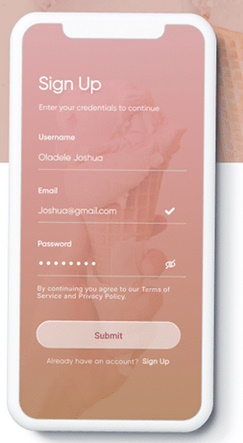 Sign Up
Enter your credentials to continue
Username
Oladele Joshua
Email
Joshua@gmail.com
Password
By continuing you agree to our Terms of
Service and Privacy Policy.
Submit
Already have an account? Sign Up